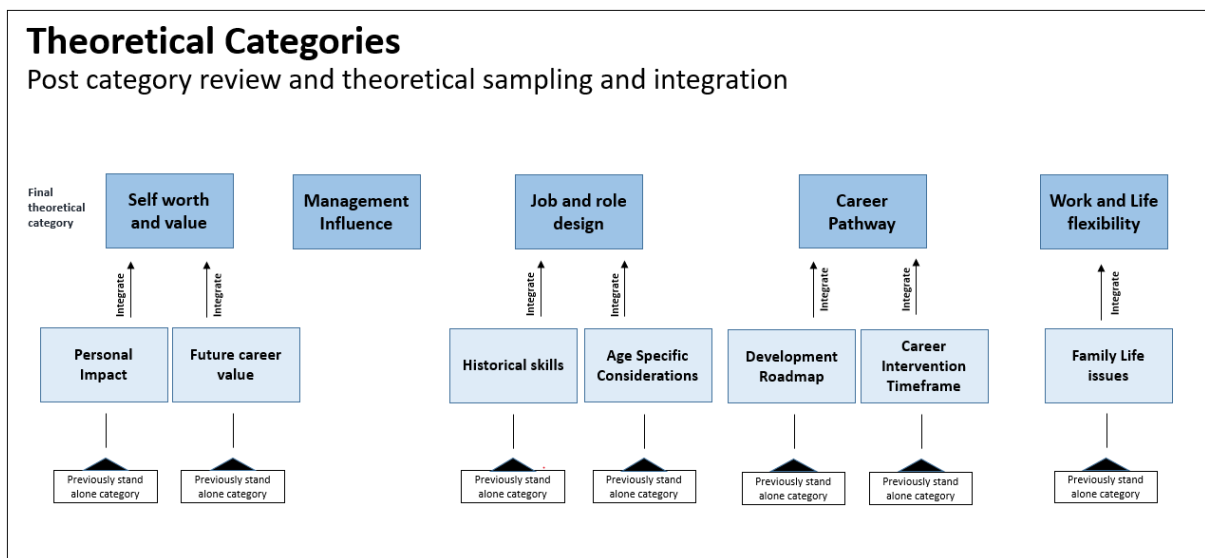 Theoretical Categories
Post category review and theoretical sampling and integration
Final
theoretical
category
Self worth
and value
Management
Influence
Job and role
design
Career
Pathway
Work and Life
flexibility
Integrate
Integrate
Integrate
Integrate
Integrate
Integrate
Integrate
Personal
Impact
Future career
value
Historical skills
Age Specific
Considerations
Development
Roadmap
Career
Intervention
Timeframe
Family Life
issues
Previously stand
alone category
Previously stand
alone category
Previously stand
alone category
Previously stand
alone category
Previously stand
alone category
Previously stand
alone category
Previously stand
alone category